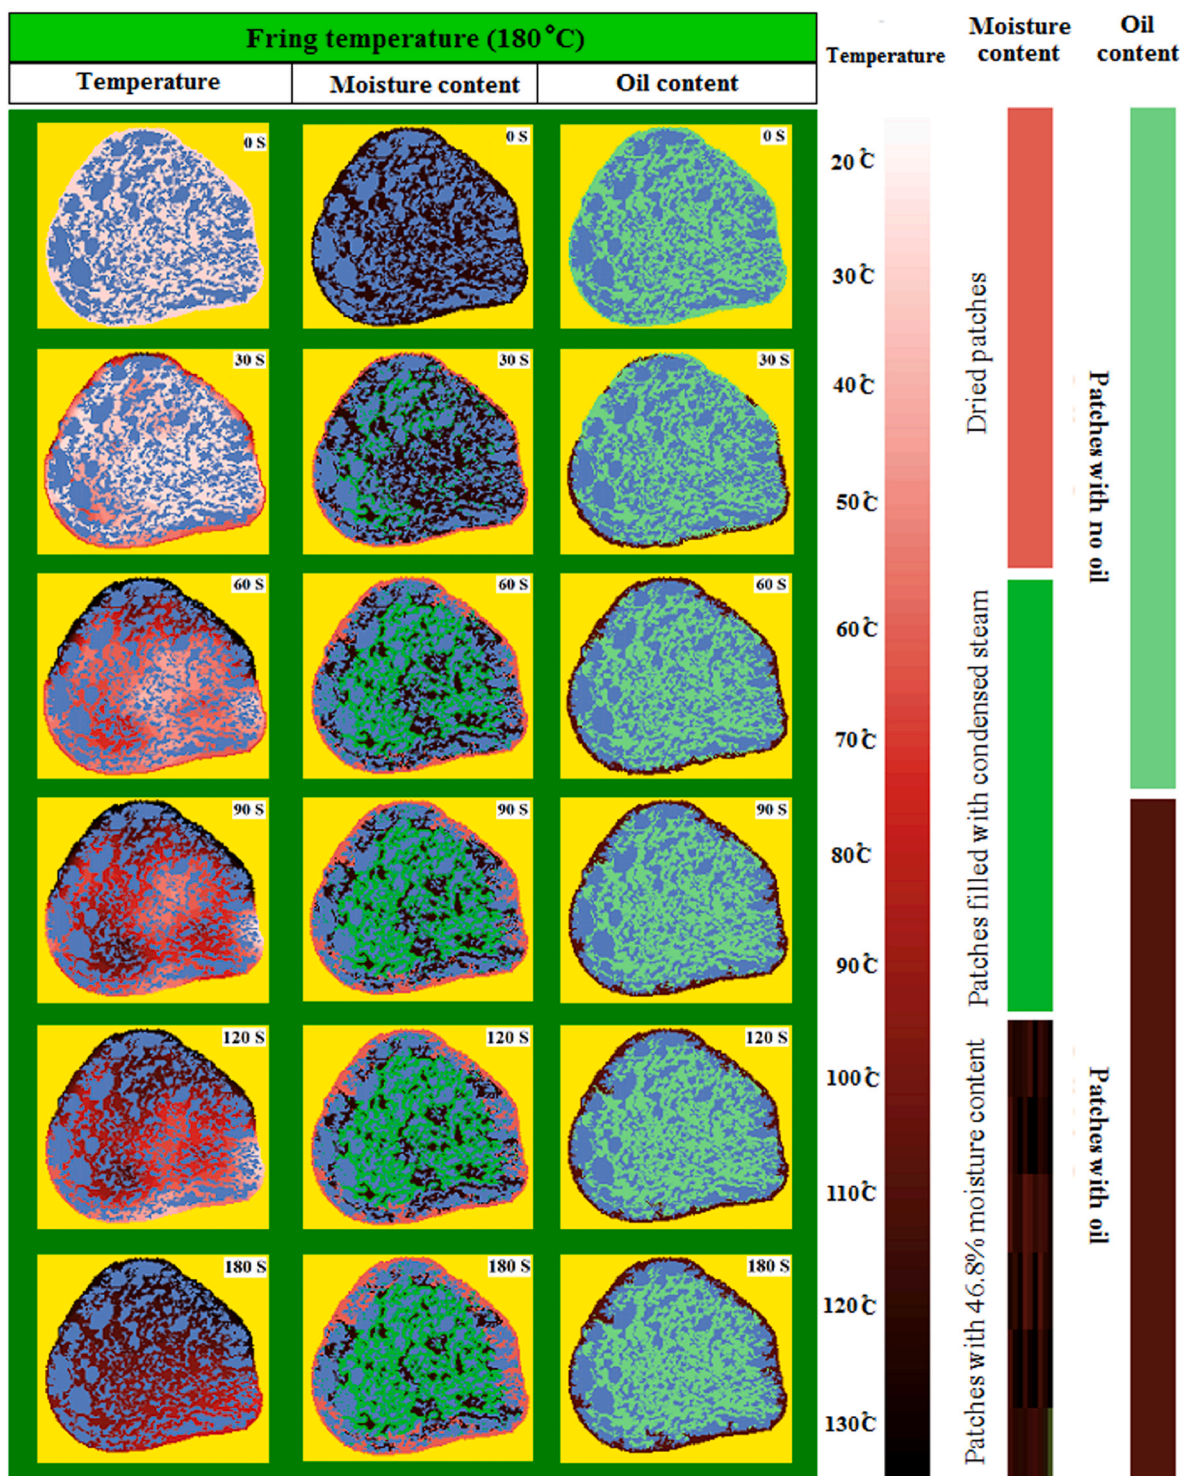 Fring temperature (180°C)
Temperature
Moisture content
Oil content
0 S
0 S
0 S
30 S
30 S
30 S
60 S
60 S
60 S
90 S
90 S
90 S
120 S
120 S
120 S
180 S
180 S
180 S
Temperature
20°C
30°C
40°C
50°C
60°C
70°C
80°C
90°C
100°C
110°C
120°C
130°C
Moisture
content
Dried patches
Patches filled with condensed steam
Patches with 46.8% moisture content
Oil
content
Patches with no oil
Patches with oil